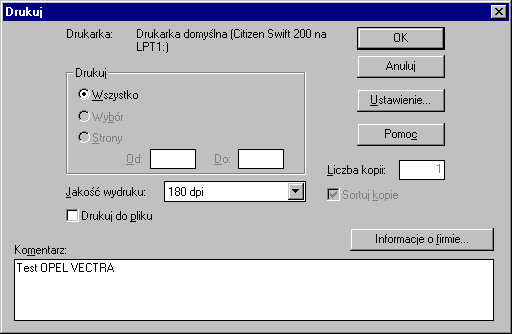 Drukuj
Drukarka: Drukarka domyślna (Citizen Swift 200 na
LPT1:)
OK
Anuluj
Ustawienie...
Pomoc
Drukuj
Wszystko
Wybór
Strony
Od: Do:
Liczba kopii: 1
Jakość wydruku: 180 dpi
Sortuj kopie
Drukuj do pliku
Informacje o firmie...
Komentarz:
Test OPEL VECTRA